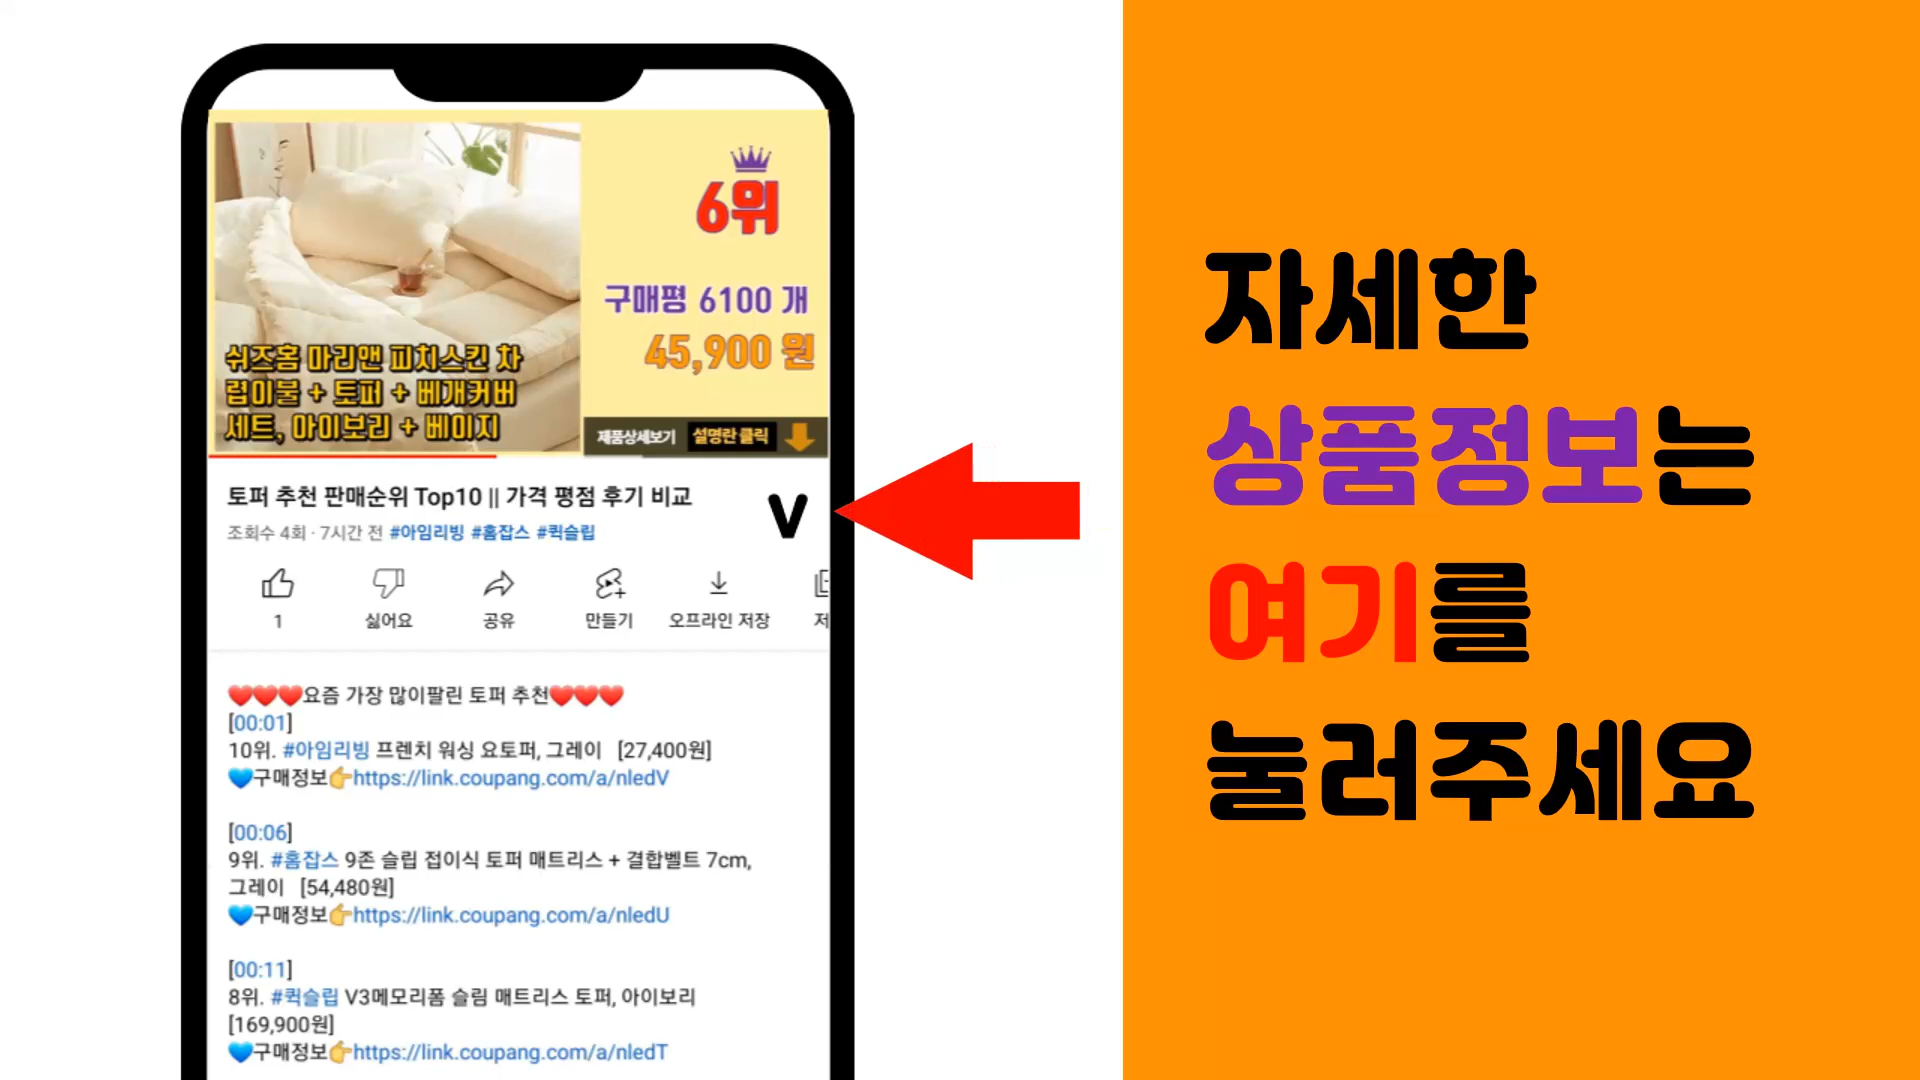 6위
구매평 6100 개
45,900 원
쉬즈홈 마리앤 피치스킨 차
렵이불 + 토퍼 + 베개커버
세트, 아이보리 + 베이지
제품상세보기 설명란 클릭
토퍼 추천 판매순위 Top10 || 가격 평점 후기 비교
V
조회수 4회 · 7시간 전 #아임리빙 #홈잡스 #퀵슬립
1 싫어요 공유 만들기 오프라인 저장 저
❤️❤️❤️요즘 가장 많이팔린 토퍼 추천❤️❤️❤️
[00:01]
10위. #아임리빙 프렌치 워싱 요토퍼, 그레이 [27,400원]
💙구매정보👉https://link.coupang.com/a/nledV
[00:06]
9위. #홈잡스 9존 슬립 접이식 토퍼 매트리스 + 결합벨트 7cm,
그레이 [54,480원]
💙구매정보👉https://link.coupang.com/a/nledU
[00:11]
8위. #퀵슬립 V3메모리폼 슬림 매트리스 토퍼, 아이보리
[169,900원]
💙구매정보👉https://link.coupang.com/a/nledT
자세한
상품정보는
여기를
눌러주세요